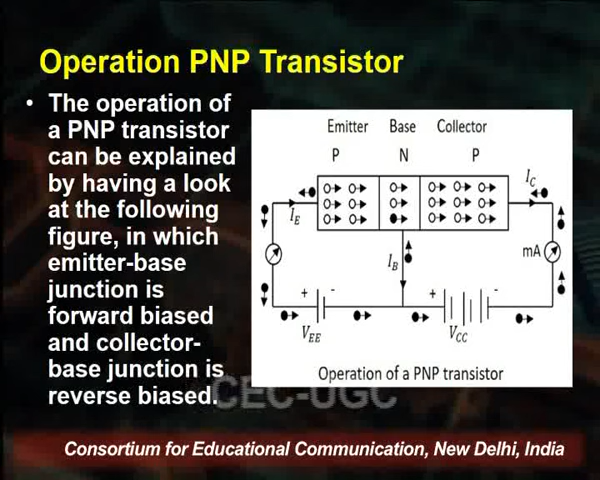 Operation PNP Transistor
• The operation of
a PNP transistor
can be explained
by having a look
at the following
figure, in which
emitter-base
junction is
forward biased
and collector-
base junction is
reverse biased.
Emitter Base Collector
P N P
I_E
I_C
I_B
mA
+ -
+ -
V_EE
V_CC
Operation of a PNP transistor
CEC-UGC
Consortium for Educational Communication, New Delhi, India